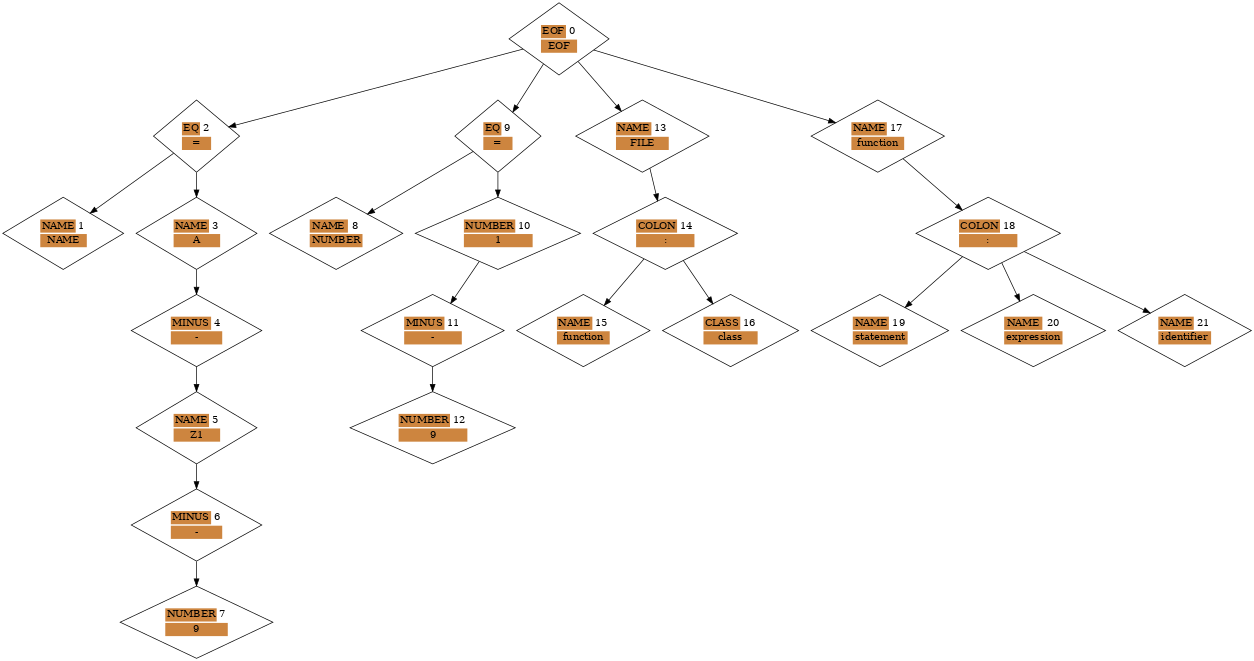 EOF 0
EOF
EQ 2
=
EQ 9
=
NAME 13
FILE
NAME 17
function
NAME 1
NAME
NAME 3
A
NAME 8
NUMBER
NUMBER 10
1
COLON 14
:
COLON 18
:
MINUS 4
-
MINUS 11
-
NAME 15
function
CLASS 16
class
NAME 19
statement
NAME 20
expression
NAME 21
identifier
NAME 5
Z1
NUMBER 12
9
MINUS 6
-
NUMBER 7
9